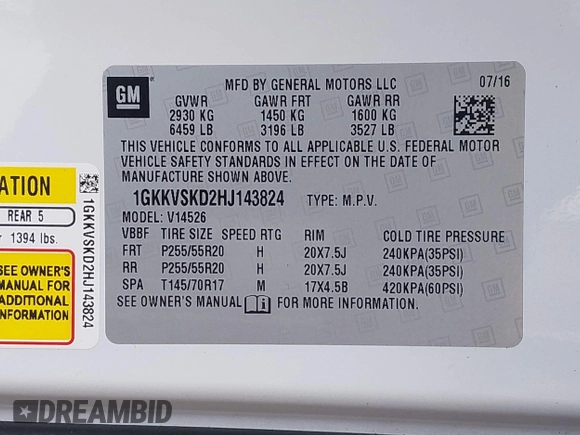 GM
MFD BY GENERAL MOTORS LLC
07/16
GVWR GAWR FRT GAWR RR
2930 KG 1450 KG 1600 KG
6459 LB 3196 LB 3527 LB
THIS VEHICLE CONFORMS TO ALL APPLICABLE U.S. FEDERAL MOTOR
VEHICLE SAFETY STANDARDS IN EFFECT ON THE DATE OF
MANUFACTURE SHOWN ABOVE.
1GKKVSKD2HJ143824 TYPE: M.P.V.
MODEL: V14526
VBBF TIRE SIZE SPEED RTG RIM COLD TIRE PRESSURE
FRT P255/55R20 H 20X7.5J 240KPA(35PSI)
RR P255/55R20 H 20X7.5J 240KPA(35PSI)
SPA T145/70R17 M 17X4.5B 420KPA(60PSI)
SEE OWNER'S MANUAL FOR MORE INFORMATION.
ATION
REAR 5
1394 lbs.
SEE OWNER'S
MANUAL FOR
ADDITIONAL
INFORMATION
1GKKVSKD2HJ143824
DREAMBID